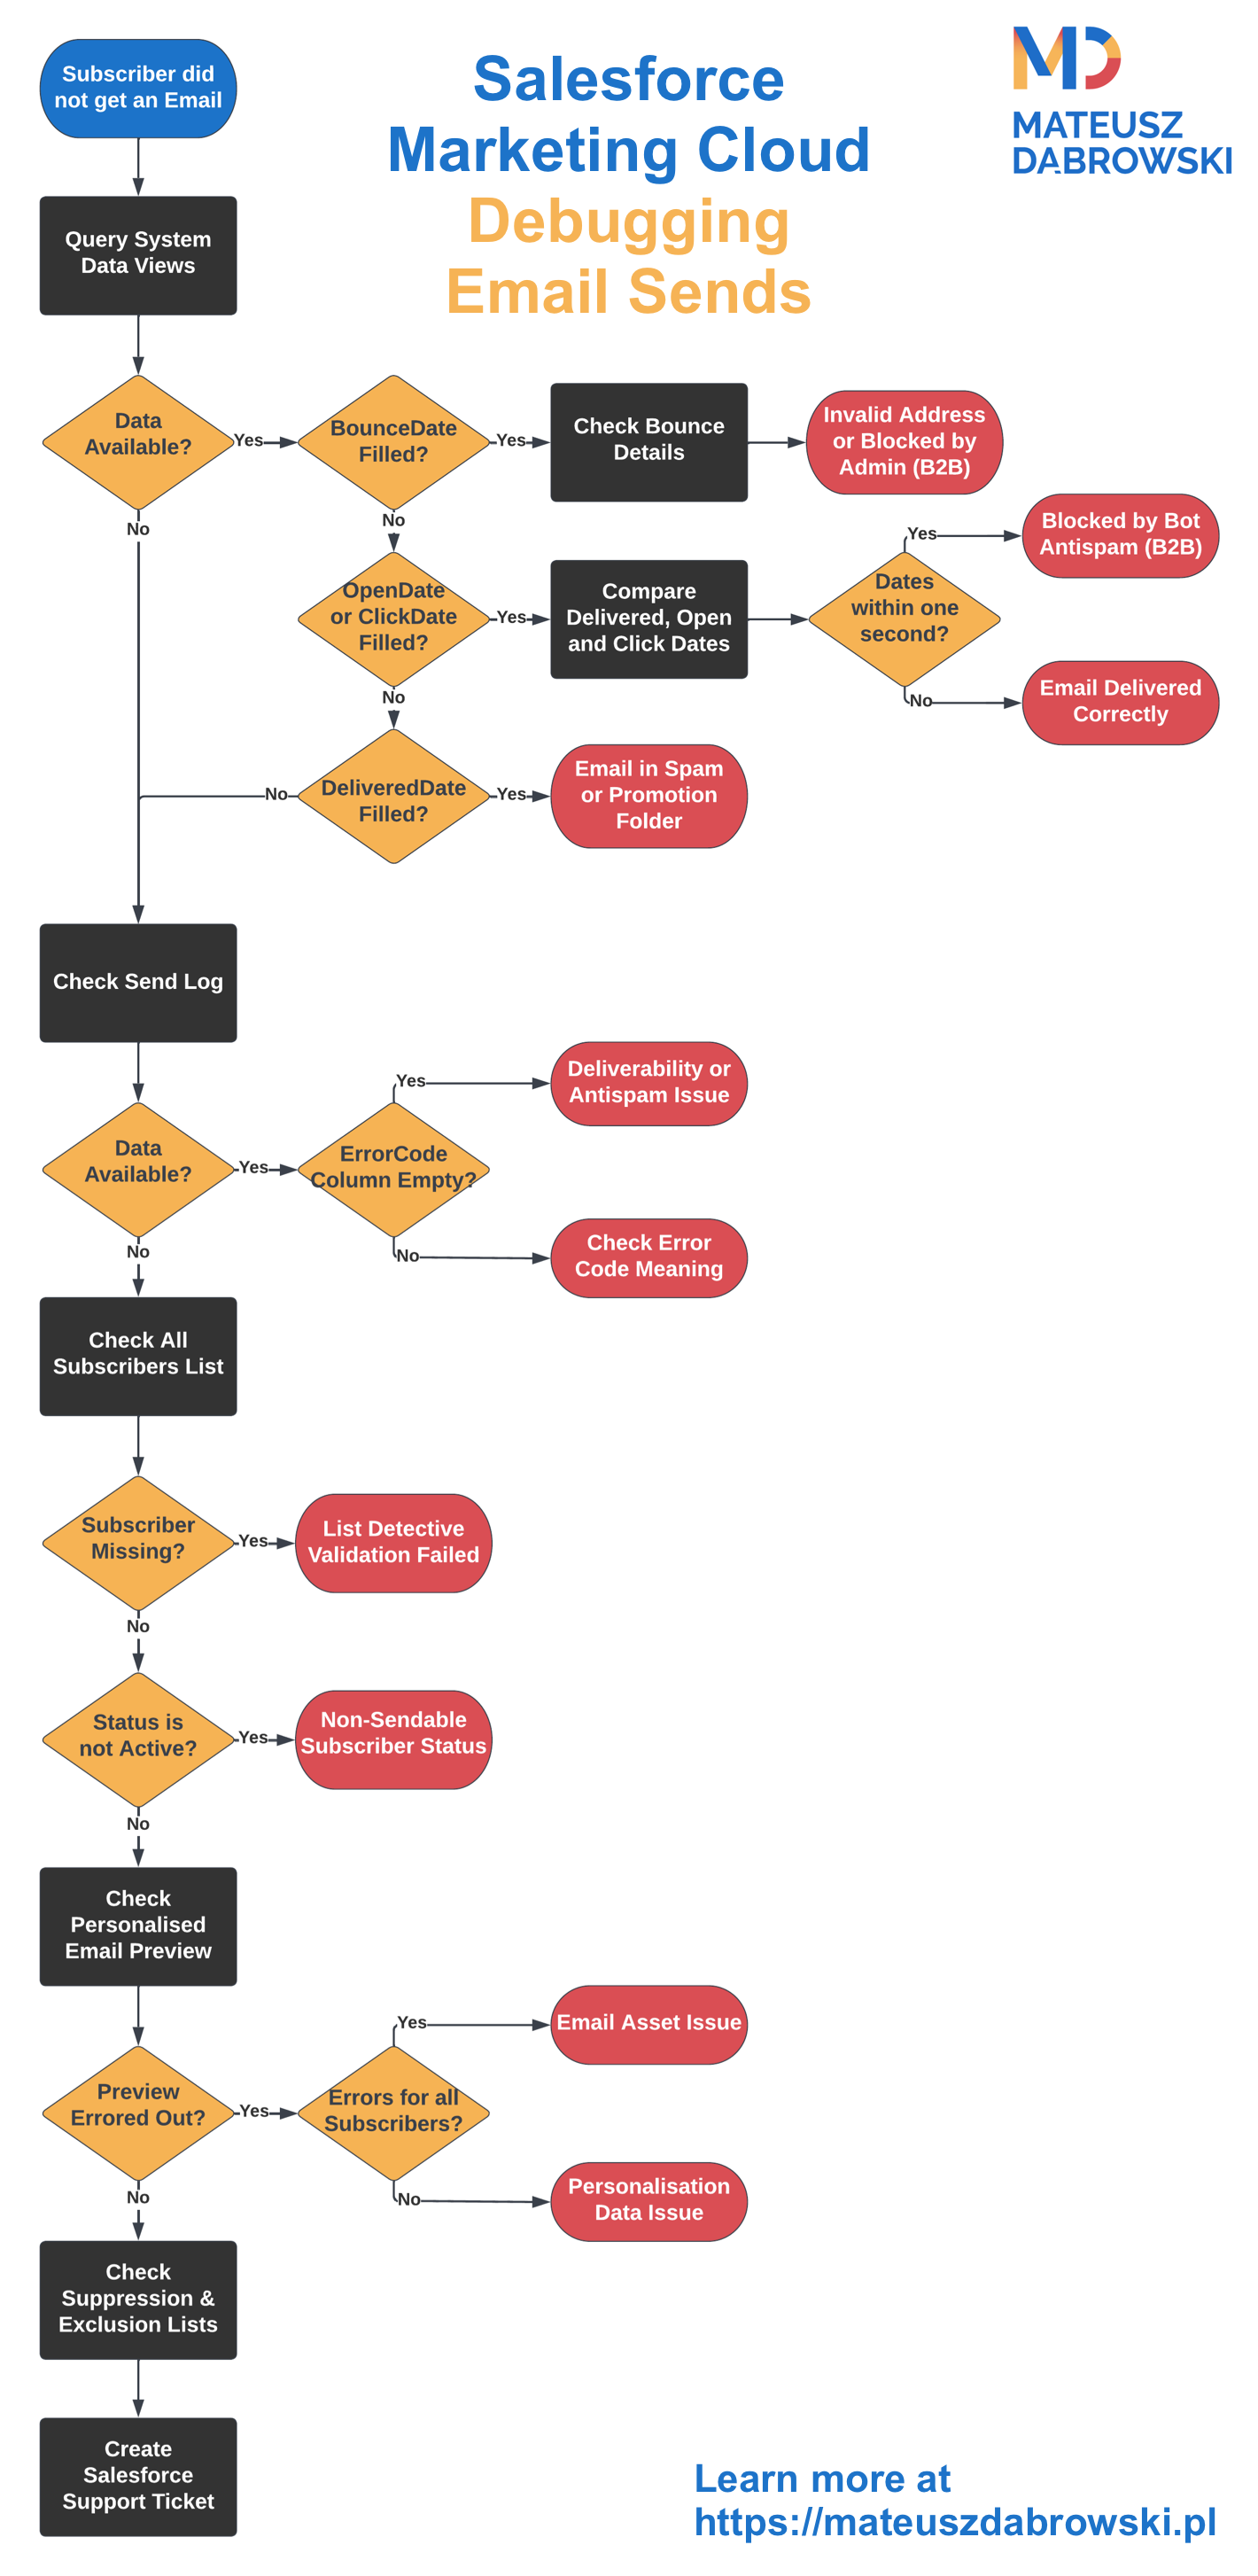 Subscriber did
not get an Email
Salesforce
Marketing Cloud
Debugging
Email Sends
MATEUSZ
DĄBROWSKI
Query System
Data Views
Data
Available?
Yes
BounceDate
Filled?
Yes
Check Bounce
Details
Invalid Address
or Blocked by
Admin (B2B)
No
No
OpenDate
or ClickDate
Filled?
Yes
Compare
Delivered, Open
and Click Dates
Dates
within one
second?
Yes
Blocked by Bot
Antispam (B2B)
No
Email Delivered
Correctly
No
DeliveredDate
Filled?
No
Yes
Email in Spam
or Promotion
Folder
Check Send Log
Data
Available?
Yes
ErrorCode
Column Empty?
Yes
Deliverability or
Antispam Issue
No
Check Error
Code Meaning
No
Check All
Subscribers List
Subscriber
Missing?
Yes
List Detective
Validation Failed
No
Status is
not Active?
Yes
Non-Sendable
Subscriber Status
No
Check
Personalised
Email Preview
Preview
Errored Out?
Yes
Errors for all
Subscribers?
Yes
Email Asset Issue
No
Personalisation
Data Issue
No
Check
Suppression &
Exclusion Lists
Create
Salesforce
Support Ticket
Learn more at
https://mateuszdabrowski.pl